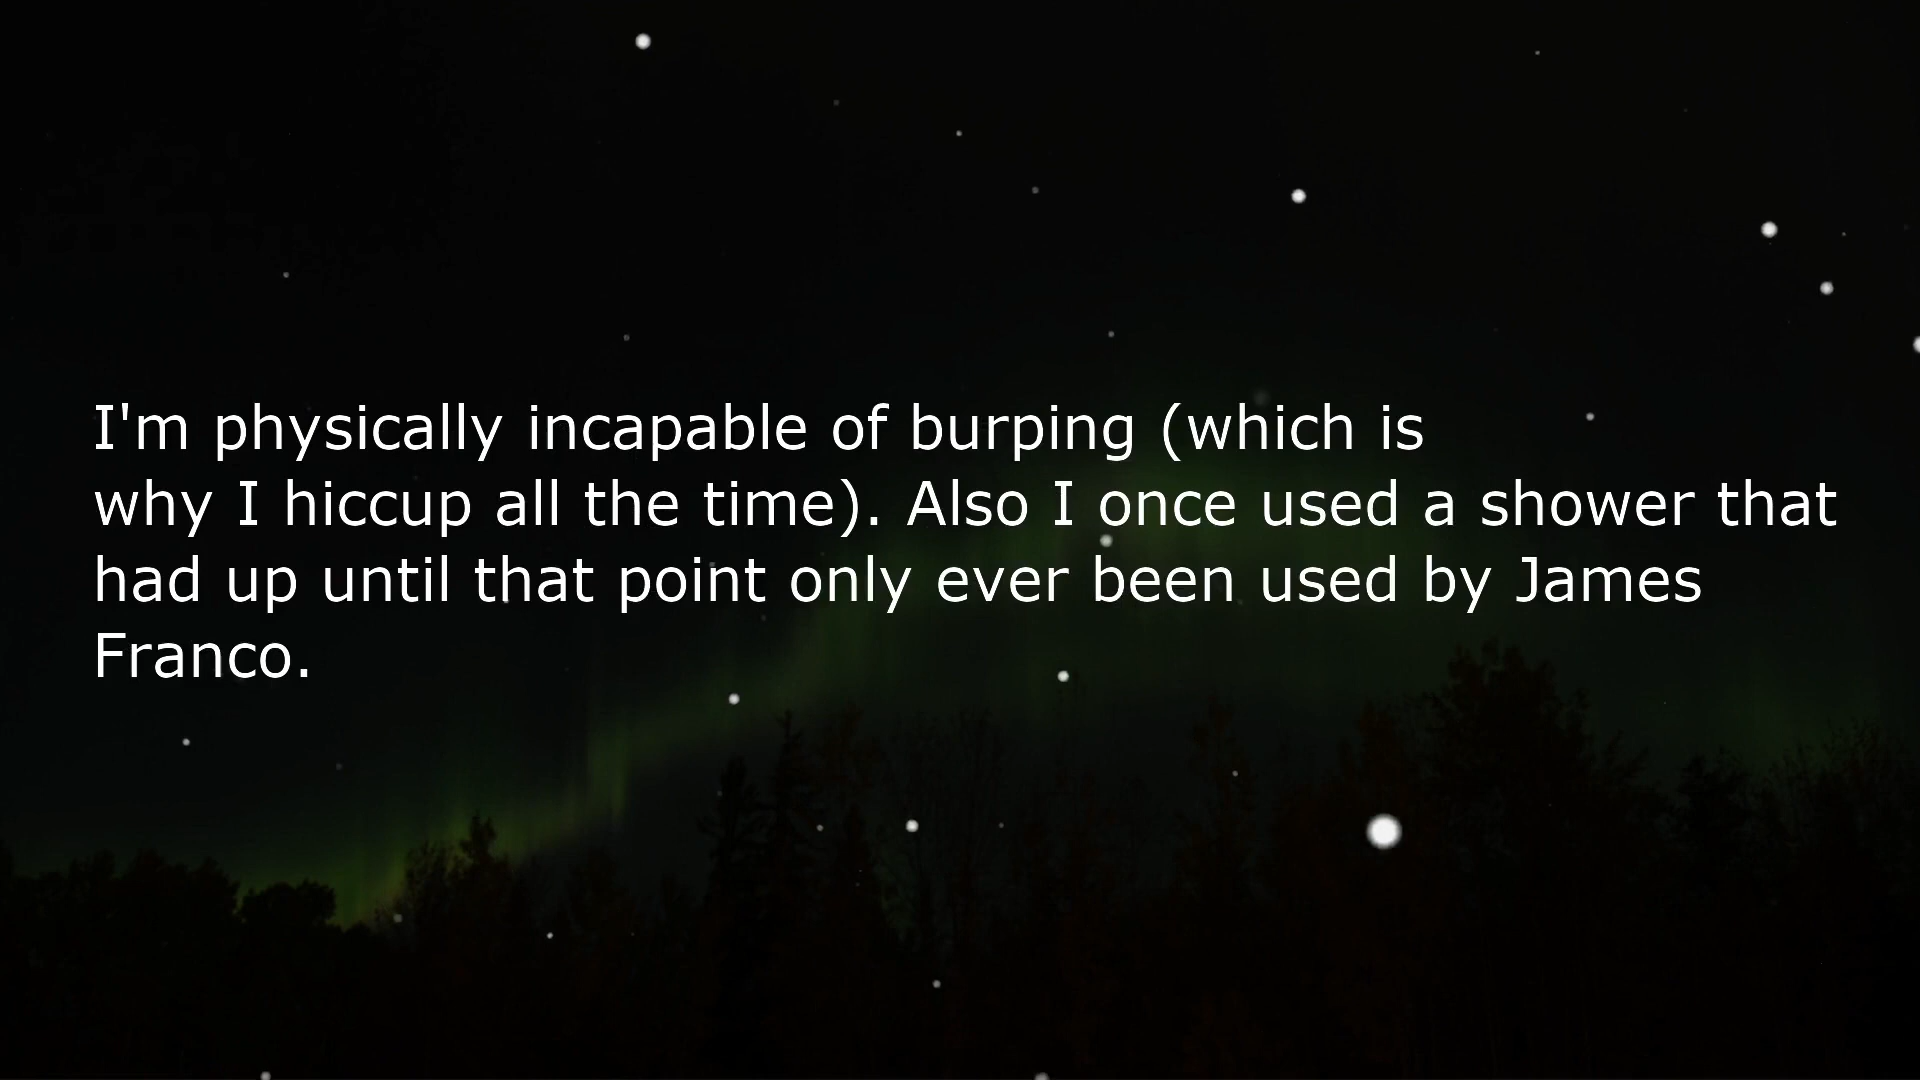 I'm physically incapable of burping (which is
why I hiccup all the time). Also I once used a shower that
had up until that point only ever been used by James
Franco.